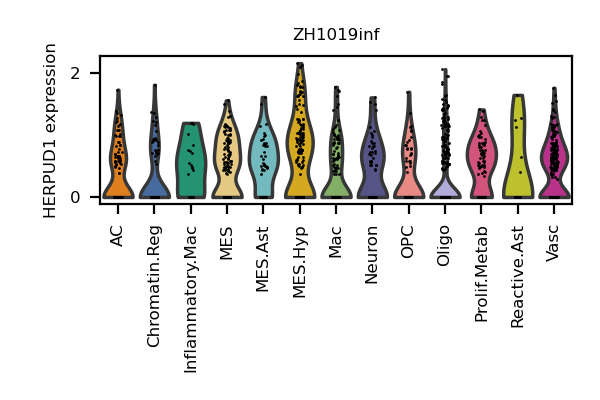 ZH1019inf
HERPUD1 expression
2
0
AC
Chromatin.Reg
Inflammatory.Mac
MES
MES.Ast
MES.Hyp
Mac
Neuron
OPC
Oligo
Prolif.Metab
Reactive.Ast
Vasc